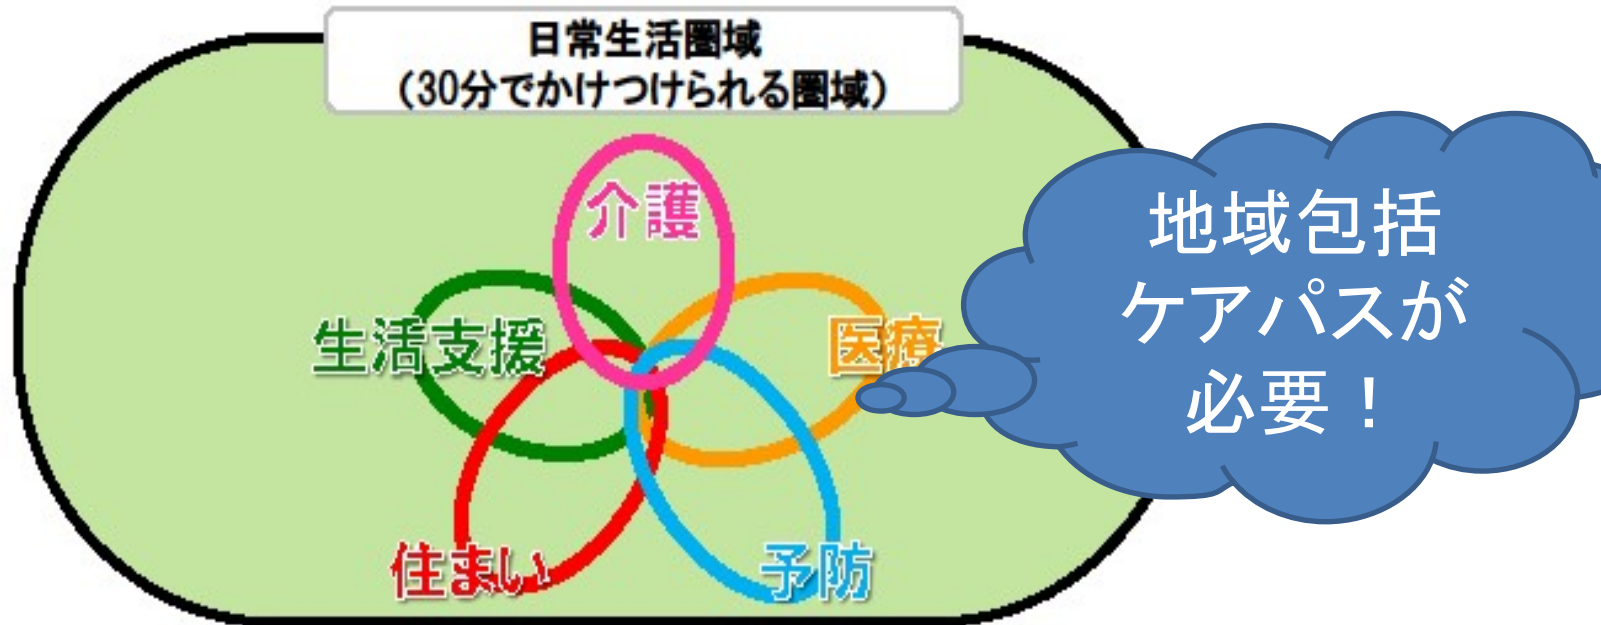 日常生活圏域
（30分でかけつけられる圏域）
介護
生活支援
医療
住まい
予防
地域包括
ケアパスが
必要！